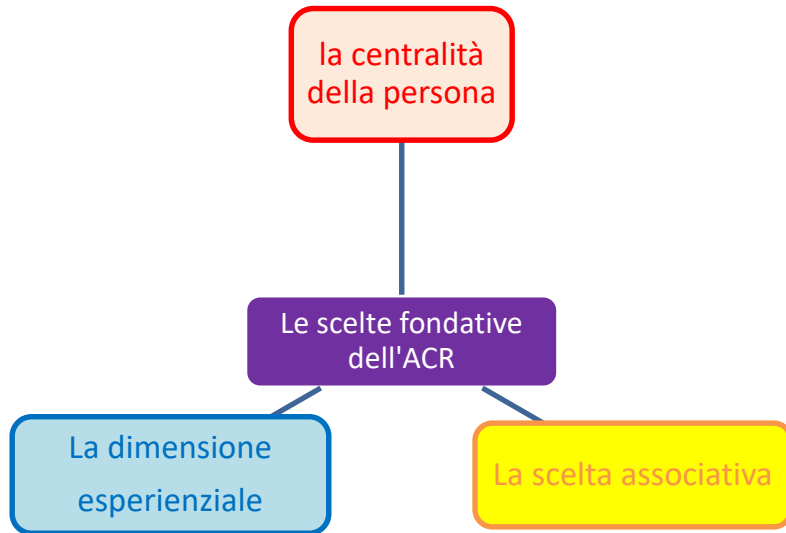 la centralità
della persona
Le scelte fondative
dell'ACR
La dimensione
esperienziale
La scelta associativa